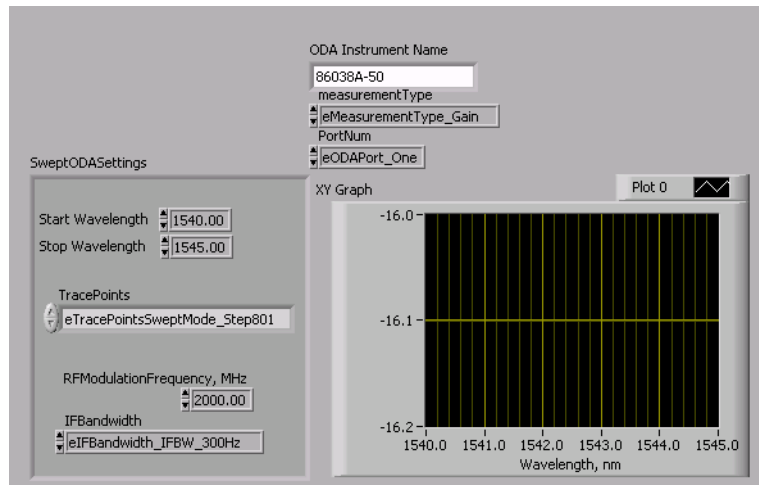 ODA Instrument Name
86038A-50
measurementType
eMeasurementType_Gain
PortNum
eODAPort_One
SweptODASettings
Start Wavelength 1540.00
Stop Wavelength 1545.00
TracePoints
eTracePointsSweptMode_Step801
RFModulationFrequency, MHz
2000.00
IFBandwidth
eIFBandwidth_IFBW_300Hz
XY Graph Plot 0
-16.0
-16.1
-16.2
1540.0 1541.0 1542.0 1543.0 1544.0 1545.0
Wavelength, nm